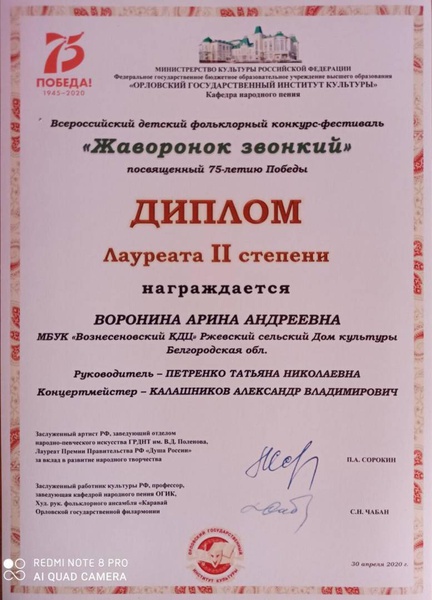 75
ПОБЕДА!
1945–2020
МИНИСТЕРСТВО КУЛЬТУРЫ РОССИЙСКОЙ ФЕДЕРАЦИИ
Федеральное государственное бюджетное образовательное учреждение высшего образования
«ОРЛОВСКИЙ ГОСУДАРСТВЕННЫЙ ИНСТИТУТ КУЛЬТУРЫ»
Кафедра народного пения
Всероссийский детский фольклорный конкурс-фестиваль
«Жаворонок звонкий»
посвященный 75-летию Победы
ДИПЛОМ
Лауреата II степени
награждается
ВОРОНИНА АРИНА АНДРЕЕВНА
МБУК «Вознесеновский КДЦ» Ржевский сельский Дом культуры
Белгородская обл.
Руководитель – ПЕТРЕНКО ТАТЬЯНА НИКОЛАЕВНА
Концертмейстер – КАЛАШНИКОВ АЛЕКСАНДР ВЛАДИМИРОВИЧ
Заслуженный артист РФ, заведующий отделом
народно-певческого искусства ГРДНТ им. В.Д. Поленова,
Лауреат Премии Правительства РФ «Душа России»
за вклад в развитие народного творчества
П.А. СОРОКИН
Заслуженный работник культуры РФ, профессор,
заведующая кафедрой народного пения ОГИК,
Худ. рук. фольклорного ансамбля «Каравай
Орловской государственной филармонии
С.Н. ЧАБАН
ОРЛОВСКИЙ ГОСУДАРСТВЕННЫЙ
ИНСТИТУТ КУЛЬТУРЫ
30 апреля 2020 г.
REDMI NOTE 8 PRO
AI QUAD CAMERA